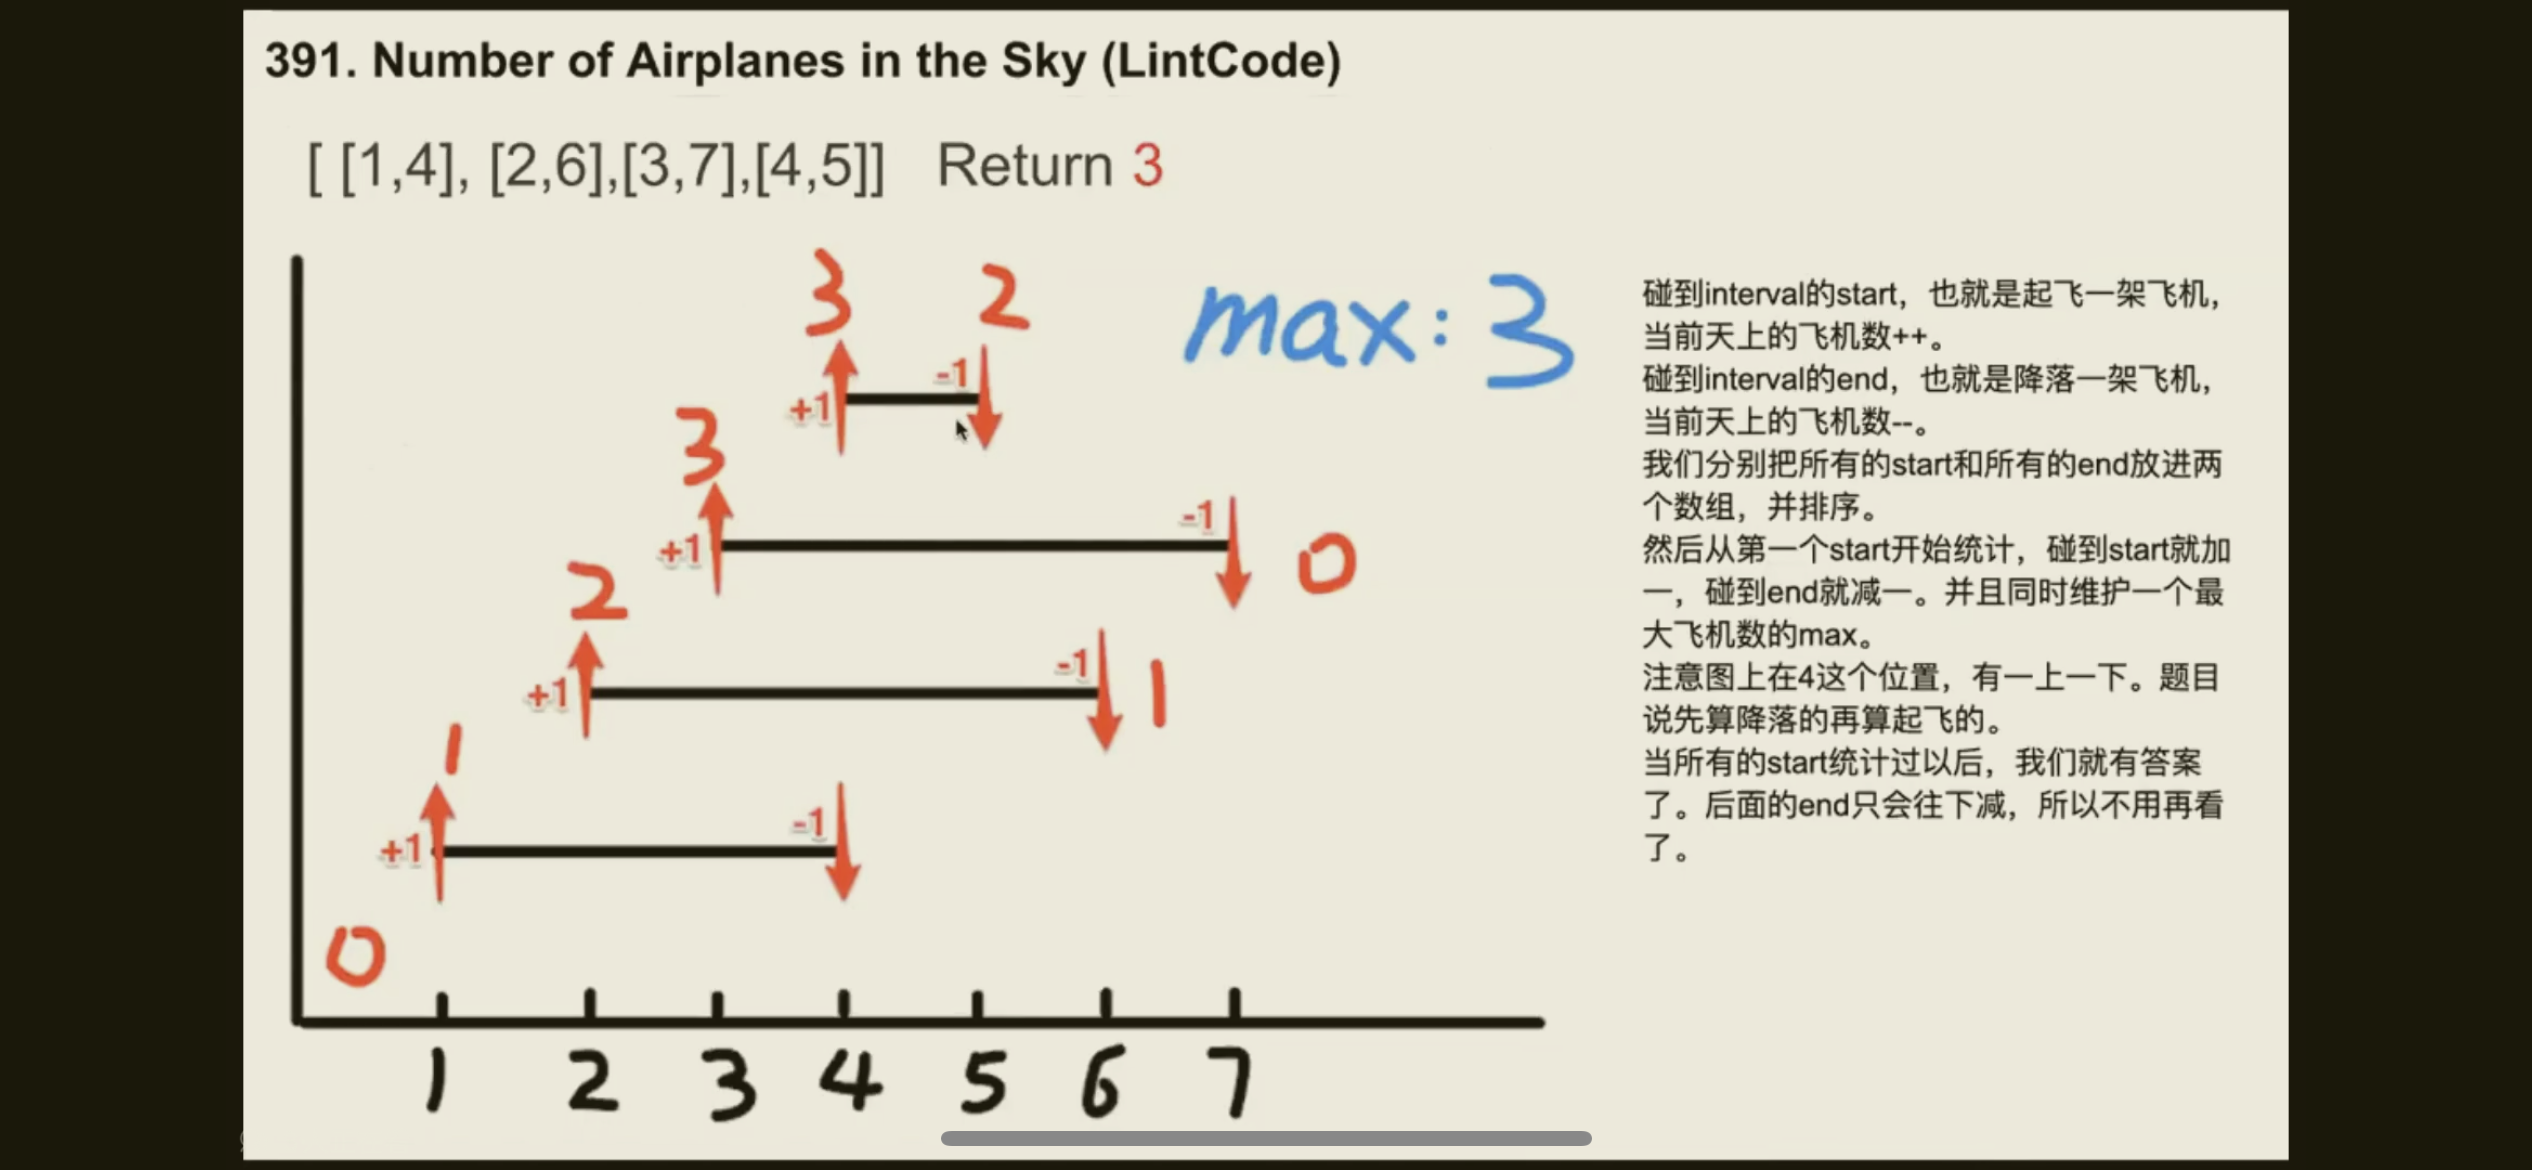 391. Number of Airplanes in the Sky (LintCode)
[ [1,4], [2,6],[3,7],[4,5]] Return 3
3
2
max: 3
-1
+1
3
-1
+1
0
2
-1
+1
1
1
-1
+1
0
1 2 3 4 5 6 7
碰到interval的start，也就是起飞一架飞机，
当前天上的飞机数++。
碰到interval的end，也就是降落一架飞机，
当前天上的飞机数--。
我们分别把所有的start和所有的end放进两
个数组，并排序。
然后从第一个start开始统计，碰到start就加
一，碰到end就减一。并且同时维护一个最
大飞机数的max。
注意图上在4这个位置，有一上一下。题目
说先算降落的再算起飞的。
当所有的start统计过以后，我们就有答案
了。后面的end只会往下减，所以不用再看
了。